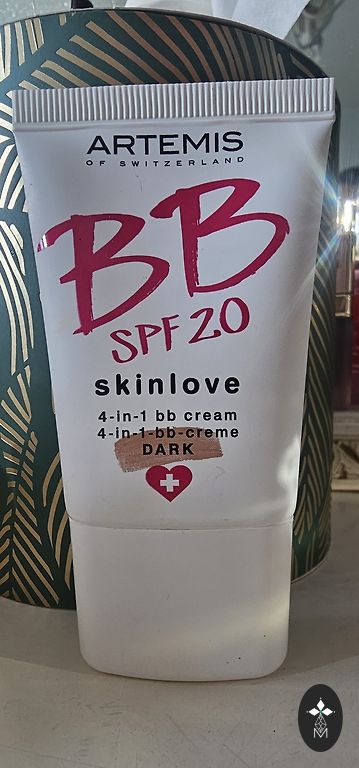 ARTEMIS
OF SWITZERLAND
BB
SPF 20
skinlove
4-in-1 bb cream
4-in-1-bb-creme
DARK
M